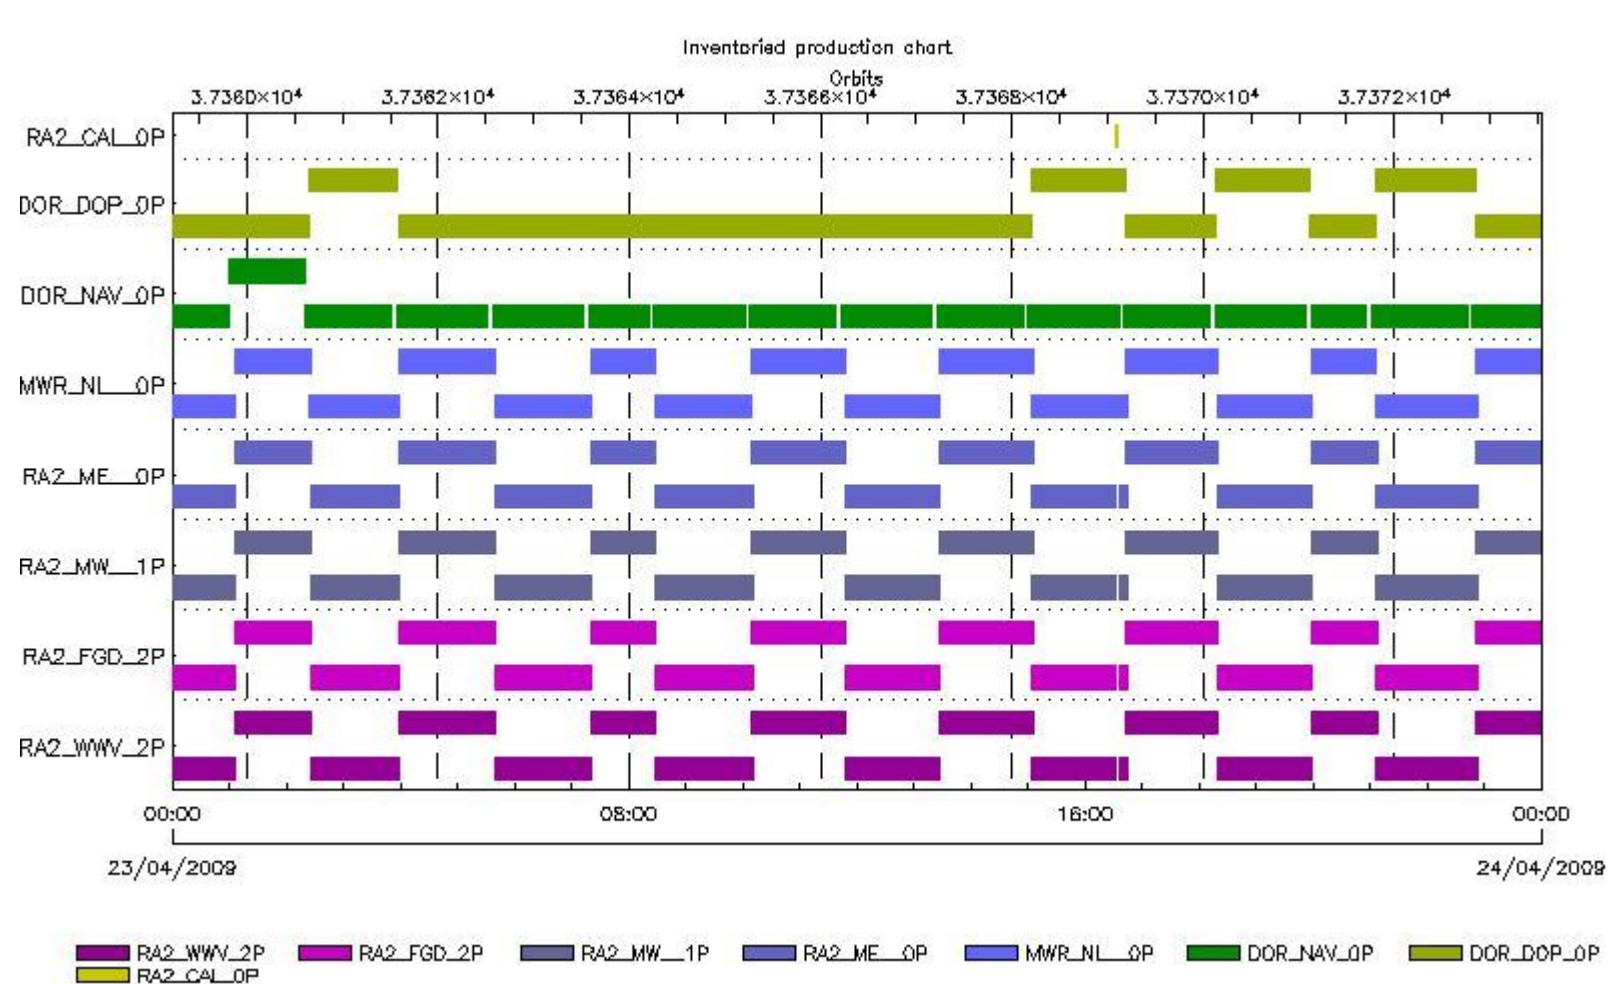 Inventoried production chart
Orbits
3.7360×10⁴ 3.7362×10⁴ 3.7364×10⁴ 3.7366×10⁴ 3.7368×10⁴ 3.7370×10⁴ 3.7372×10⁴
RA2_CAL_0P
DOR_DOP_0P
DOR_NAV_0P
MWR_NL__0P
RA2_ME__0P
RA2_MW__1P
RA2_FGD_2P
RA2_WWV_2P
00:00 08:00 16:00 00:00
23/04/2009 24/04/2009
RA2_WWV_2P RA2_FGD_2P RA2_MW__1P RA2_ME__0P MWR_NL__0P DOR_NAV_0P DOR_DOP_0P
RA2_CAL_0P